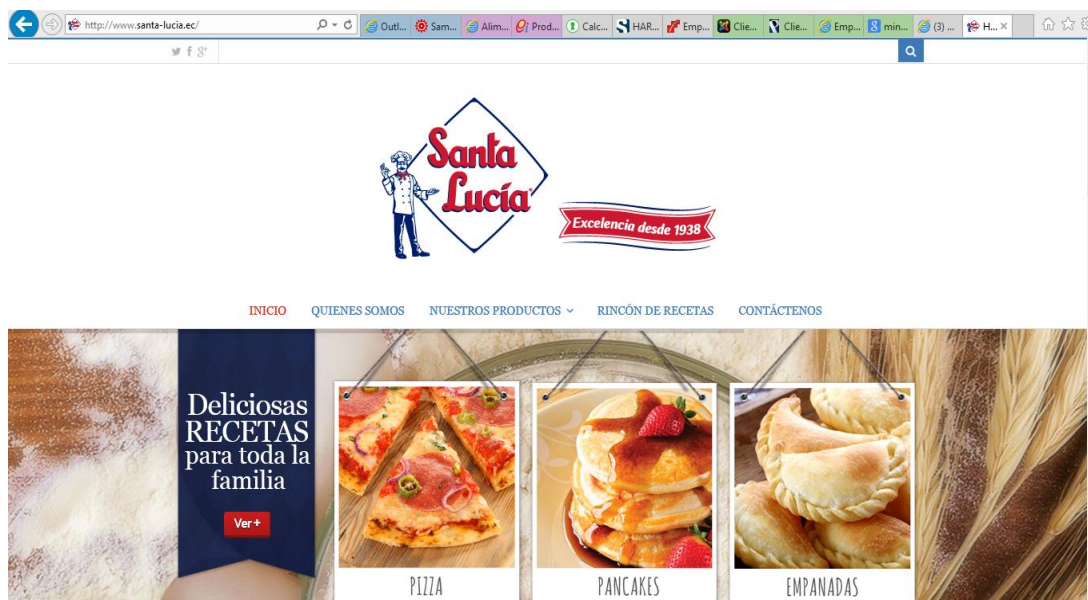 http://www.santa-lucia.ec/
Outl...
Sam...
Alim...
Prod...
Calc...
HAR...
Emp...
Clie...
Clie...
Emp...
min...
(3) ...
H...
Santa
Lucía
Excelencia desde 1938
INICIO QUIENES SOMOS NUESTROS PRODUCTOS RINCÓN DE RECETAS CONTÁCTENOS
Deliciosas
RECETAS
para toda la
familia
Ver+
PIZZA PANCAKES EMPANADAS